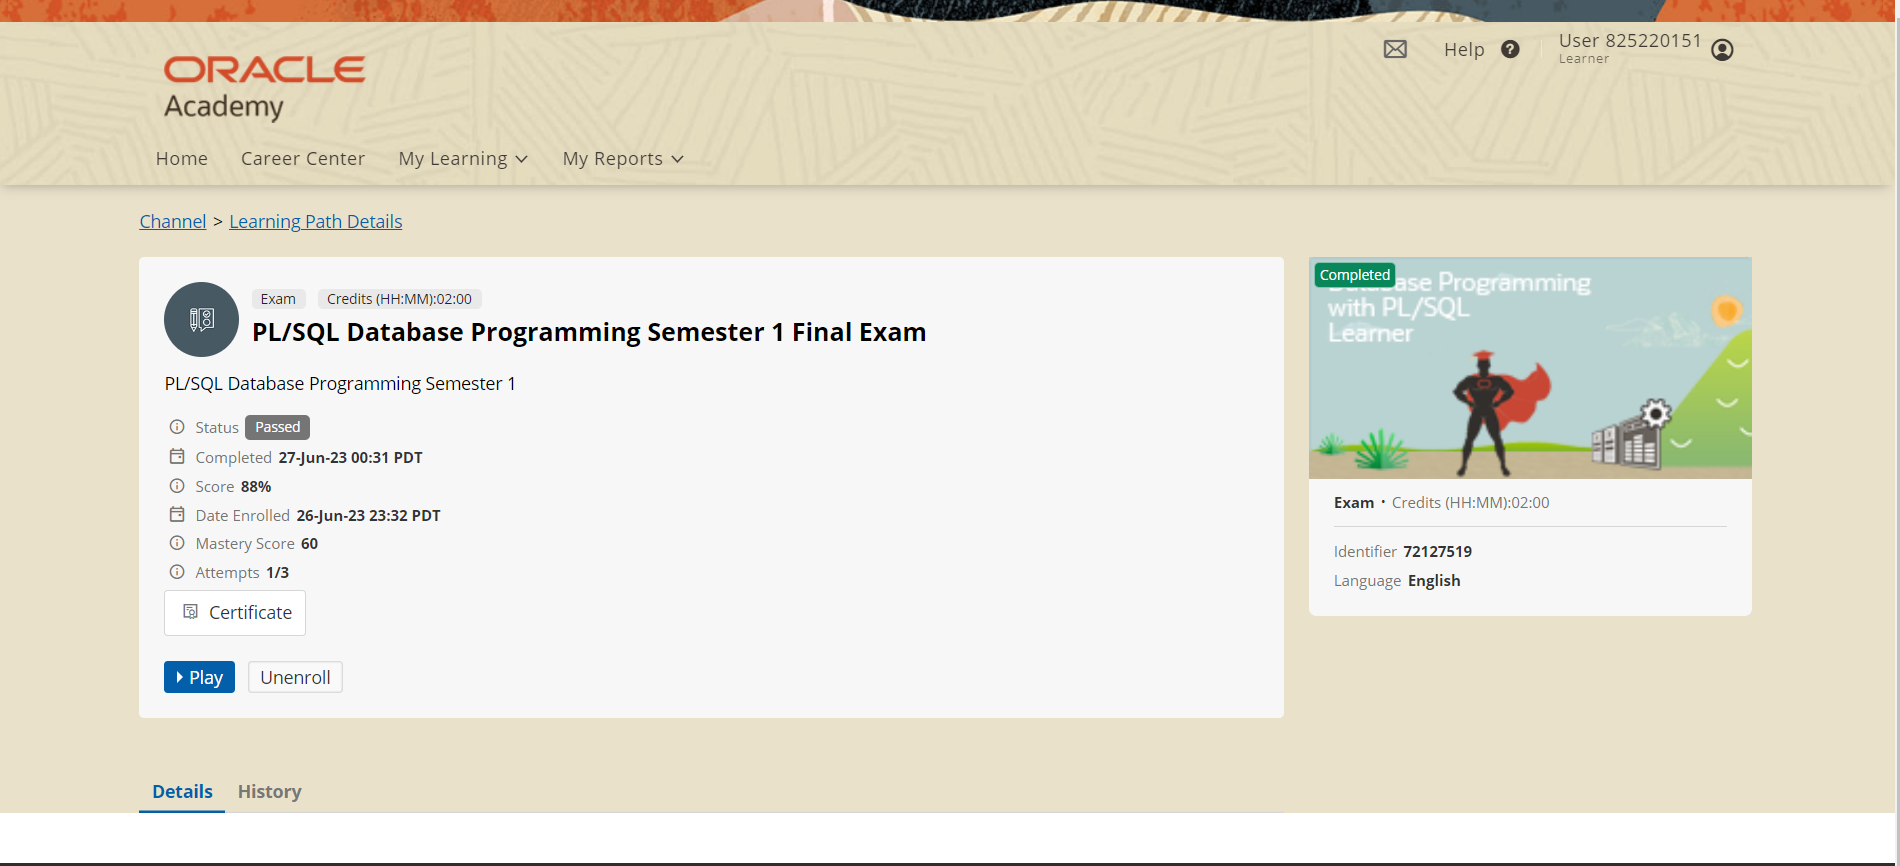 ORACLE
Academy
Help
User 825220151
Learner
Home
Career Center
My Learning
My Reports
Channel > Learning Path Details
Exam
Credits (HH:MM):02:00
PL/SQL Database Programming Semester 1 Final Exam
PL/SQL Database Programming Semester 1
Status Passed
Completed 27-Jun-23 00:31 PDT
Score 88%
Date Enrolled 26-Jun-23 23:32 PDT
Mastery Score 60
Attempts 1/3
Certificate
Play
Unenroll
Completed
Database Programming
with PL/SQL
Learner
Exam • Credits (HH:MM):02:00
Identifier 72127519
Language English
Details
History